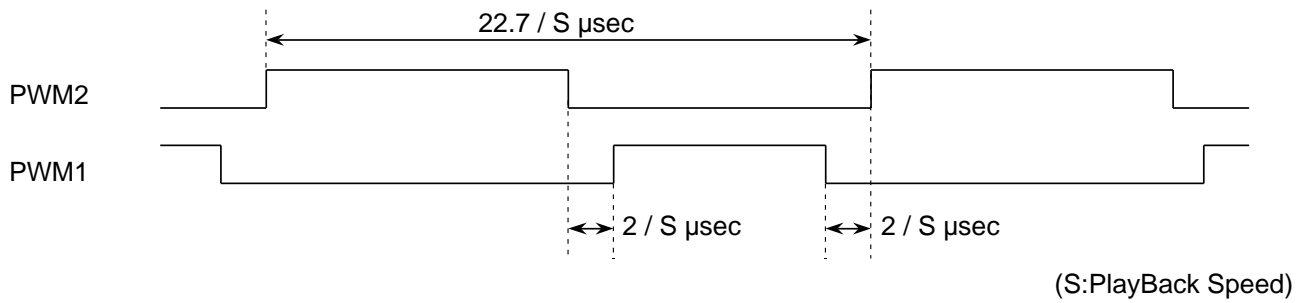 22.7 / S µsec
PWM2
PWM1
2 / S µsec 2 / S µsec
(S:PlayBack Speed)